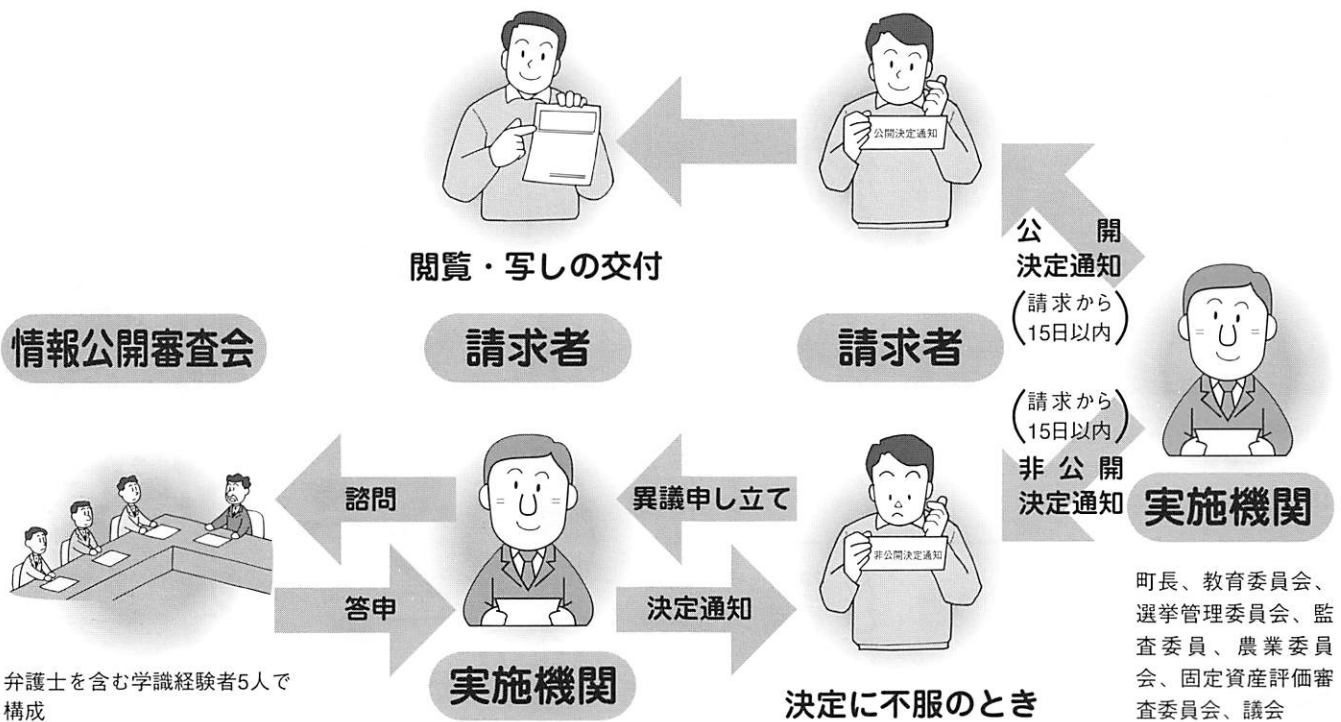 公開決定通知
閲覧・写しの交付
公開
決定通知
(請求から
15日以内)
情報公開審査会
請求者
請求者
(請求から
15日以内)
非公開
決定通知
実施機関
諮問
答申
異議申し立て
決定通知
非公開決定通知
実施機関
決定に不服のとき
弁護士を含む学識経験者5人で
構成
町長、教育委員会、
選挙管理委員会、監
査委員、農業委員
会、固定資産評価審
査委員会、議会